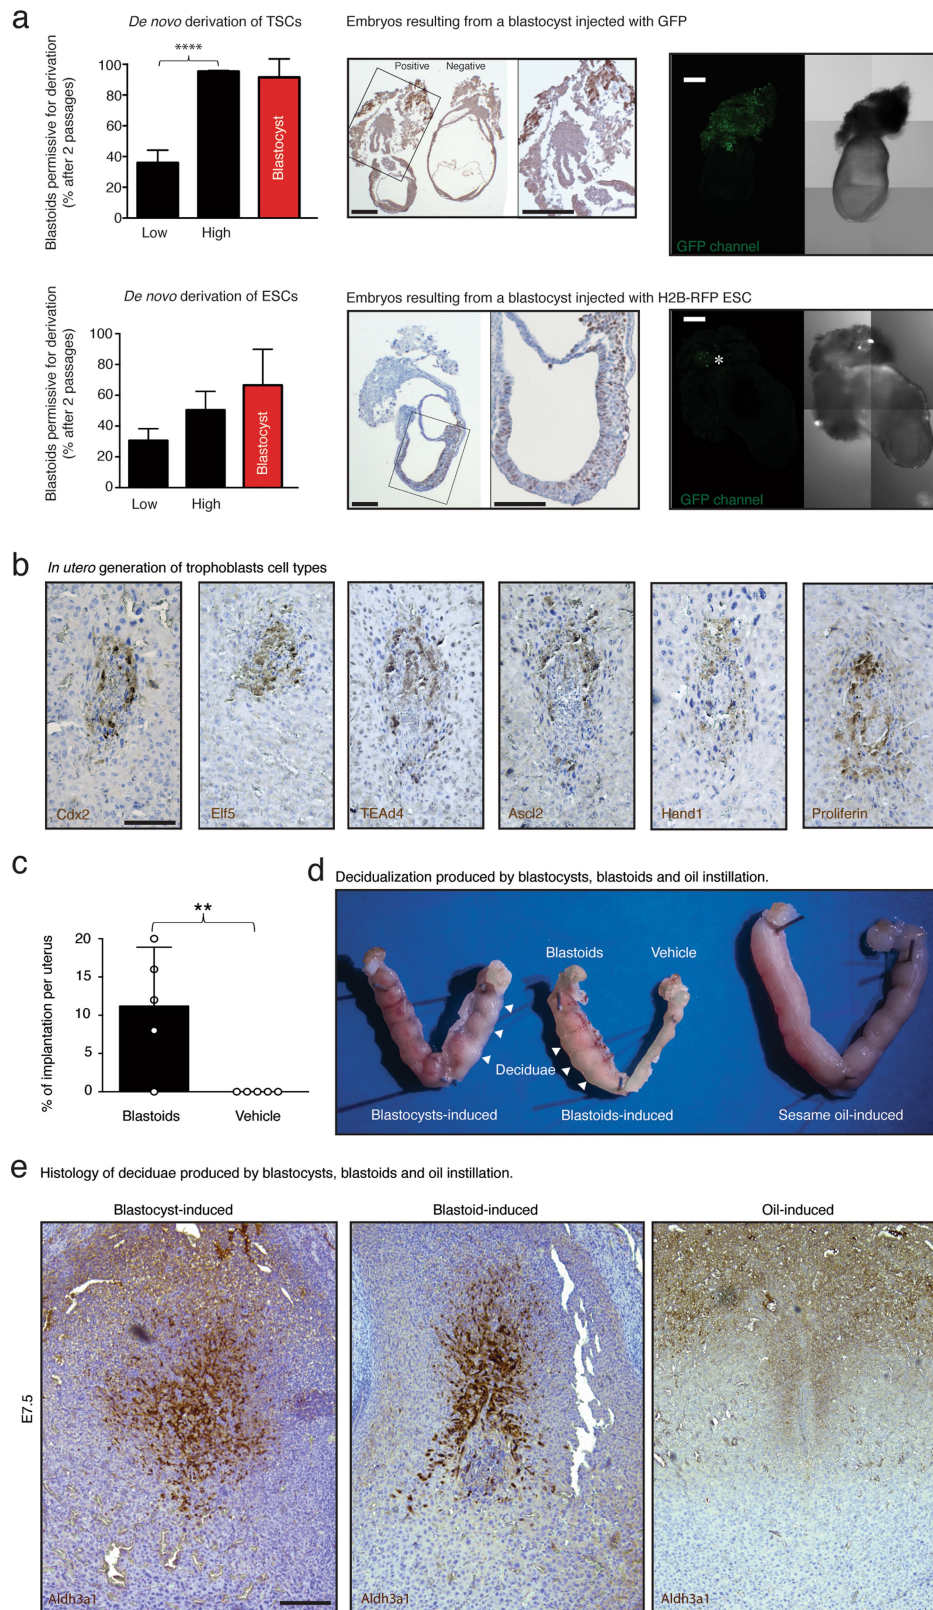 a
De novo derivation of TSCs
Embryos resulting from a blastocyst injected with GFP
Blastoids permissive for derivation
(% after 2 passages)
****
100
80
60
40
20
0
Blastocyst
Low
High
Positive
Negative
GFP channel
De novo derivation of ESCs
Embryos resulting from a blastocyst injected with H2B-RFP ESC
Blastoids permissive for derivation
(% after 2 passages)
100
80
60
40
20
0
Blastocyst
Low
High
*
GFP channel
b
In utero generation of trophoblasts cell types
Cdx2
Elf5
TEAd4
Ascl2
Hand1
Proliferin
c
**
% of implantation per uterus
20
15
10
5
0
Blastoids
Vehicle
d
Decidualization produced by blastocysts, blastoids and oil instillation.
Blastoids
Vehicle
Deciduae
Blastocysts-induced
Blastoids-induced
Sesame oil-induced
e
Histology of deciduae produced by blastocysts, blastoids and oil instillation.
Blastocyst-induced
Blastoid-induced
Oil-induced
E7.5
Aldh3a1
Aldh3a1
Aldh3a1